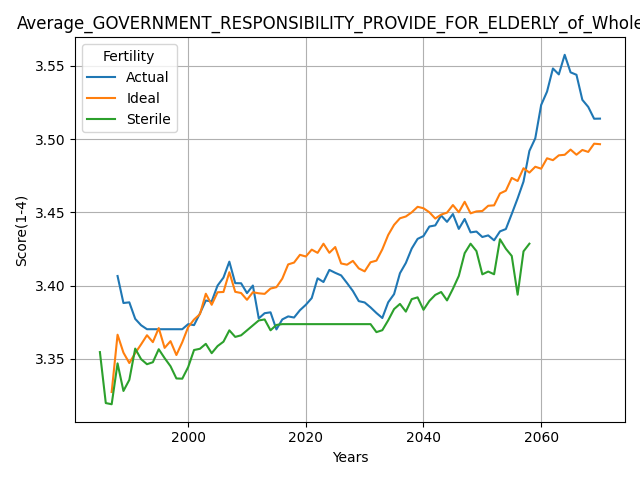 Average_GOVERNMENT_RESPONSIBILITY_PROVIDE_FOR_ELDERLY_of_Whole
Fertility
Actual
Ideal
Sterile
3.55
3.50
3.45
3.40
3.35
Score(1-4)
2000 2020 2040 2060
Years